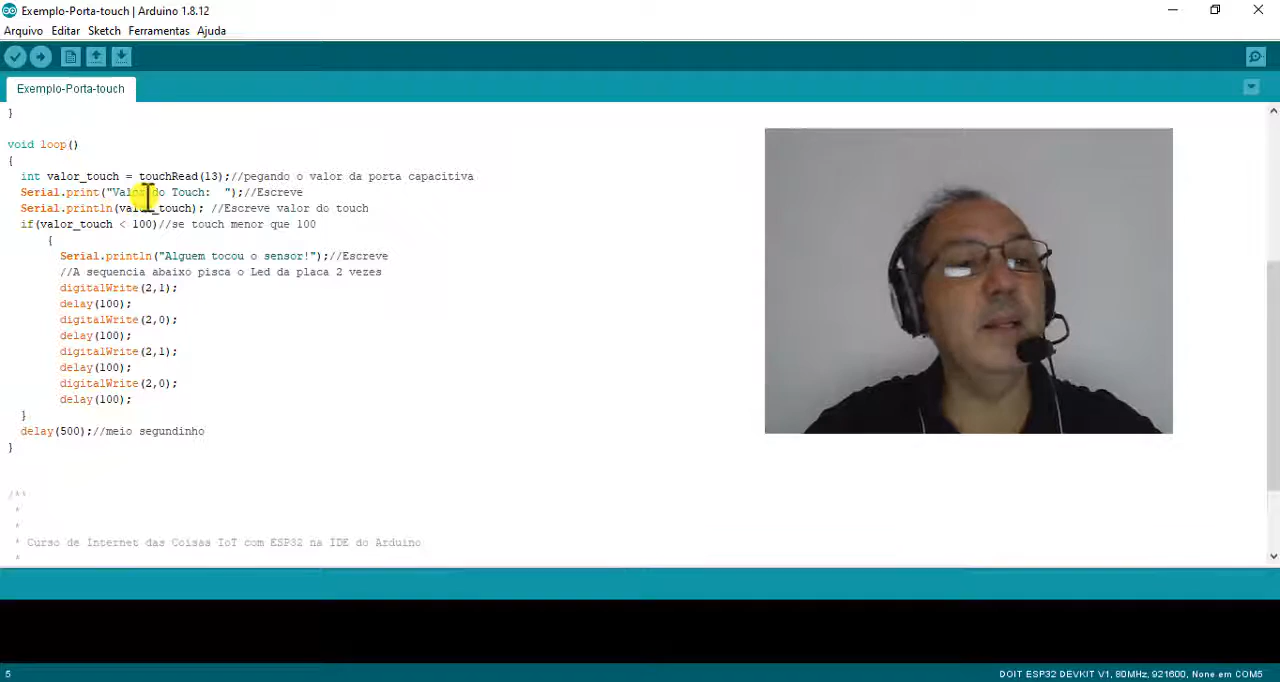 Exemplo-Porta-touch | Arduino 1.8.12
Arquivo Editar Sketch Ferramentas Ajuda
Exemplo-Porta-touch
}
void loop()
{
int valor_touch = touchRead(13);//pegando o valor da porta capacitiva
Serial.print("Valor do Touch:  ");//Escreve
Serial.println(valor_touch); //Escreve valor do touch
if(valor_touch < 100)//se touch menor que 100
{
Serial.println("Alguem tocou o sensor!");//Escreve
//A sequencia abaixo pisca o Led da placa 2 vezes
digitalWrite(2,1);
delay(100);
digitalWrite(2,0);
delay(100);
digitalWrite(2,1);
delay(100);
digitalWrite(2,0);
delay(100);
}
delay(500);//meio segundinho
}
/**
*
*
* Curso de Internet das Coisas IoT com ESP32 na IDE do Arduino
*
5
DOIT ESP32 DEVKIT V1, 80MHz, 921600, None em COM5